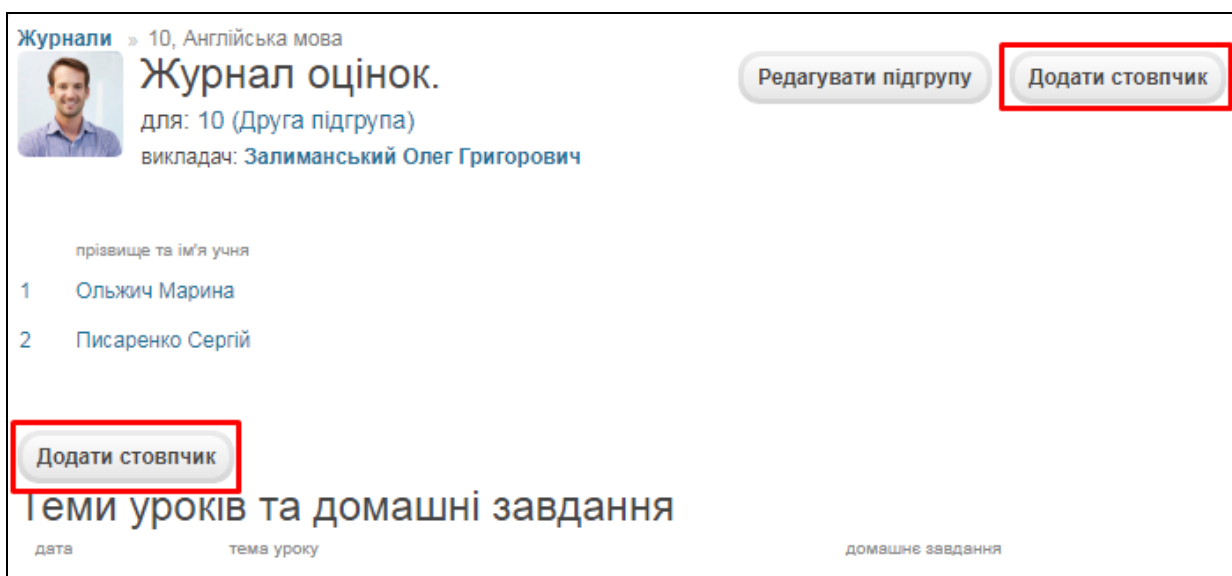 Журнали » 10, Англійська мова
Журнал оцінок.
Редагувати підгрупу
Додати стовпчик
для: 10 (Друга підгрупа)
викладач: Залиманський Олег Григорович
прізвище та ім'я учня
1 Ольжич Марина
2 Писаренко Сергій
Додати стовпчик
Теми уроків та домашні завдання
дата тема уроку домашнє завдання